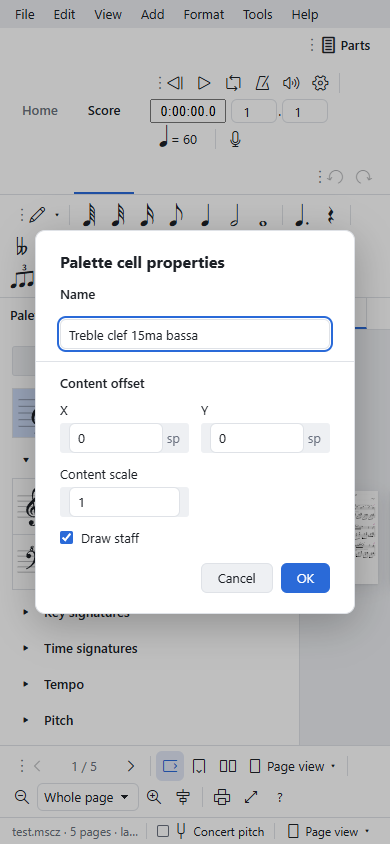 File Edit View Add Format Tools Help
Parts
Home Score
0:00:00.0 1 . 1
= 60
3
Pale
Palette cell properties
Name
Treble clef 15ma bassa
Content offset
X Y
0 sp 0 sp
Content scale
1
Draw staff
Cancel OK
Key signatures
Time signatures
Tempo
Pitch
1 / 5 Page view
Whole page ?
test.mscz · 5 pages · la... Concert pitch Page view